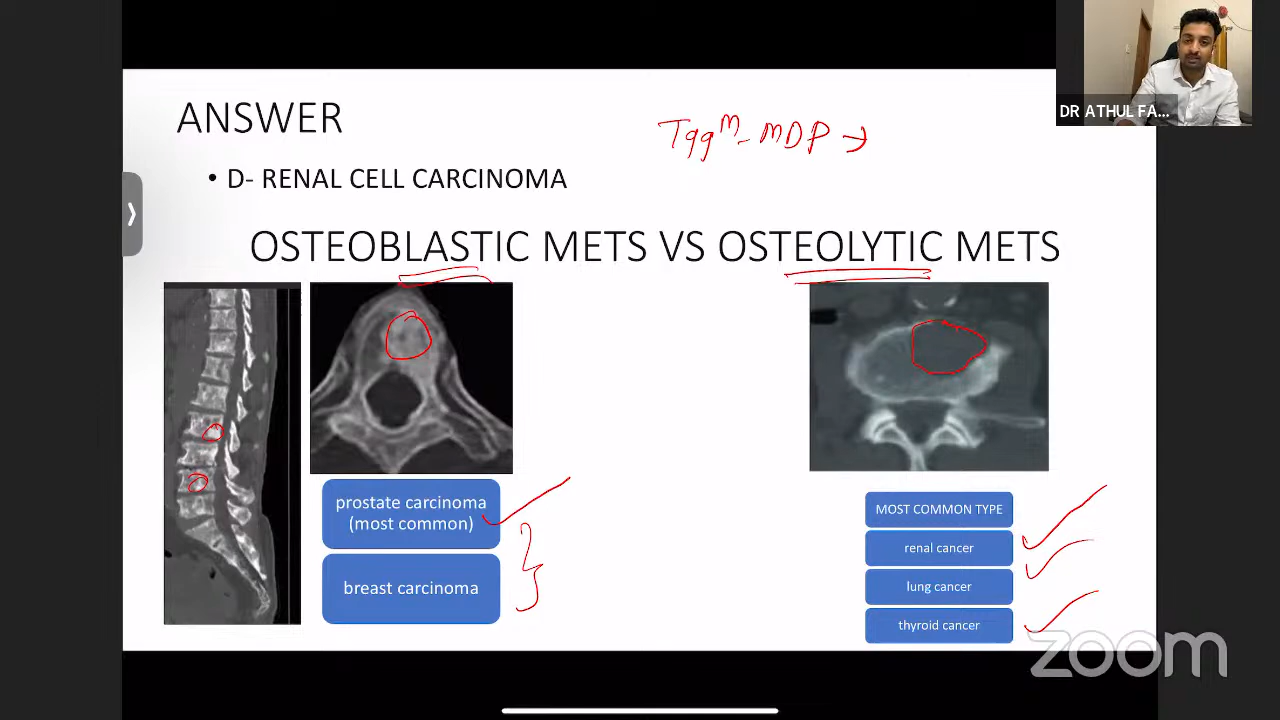 DR ATHUL FA...
ANSWER
Tc99m - MDP →
• D- RENAL CELL CARCINOMA
OSTEOBLASTIC METS VS OSTEOLYTIC METS
prostate carcinoma
(most common)
breast carcinoma
MOST COMMON TYPE
renal cancer
lung cancer
thyroid cancer
zoom